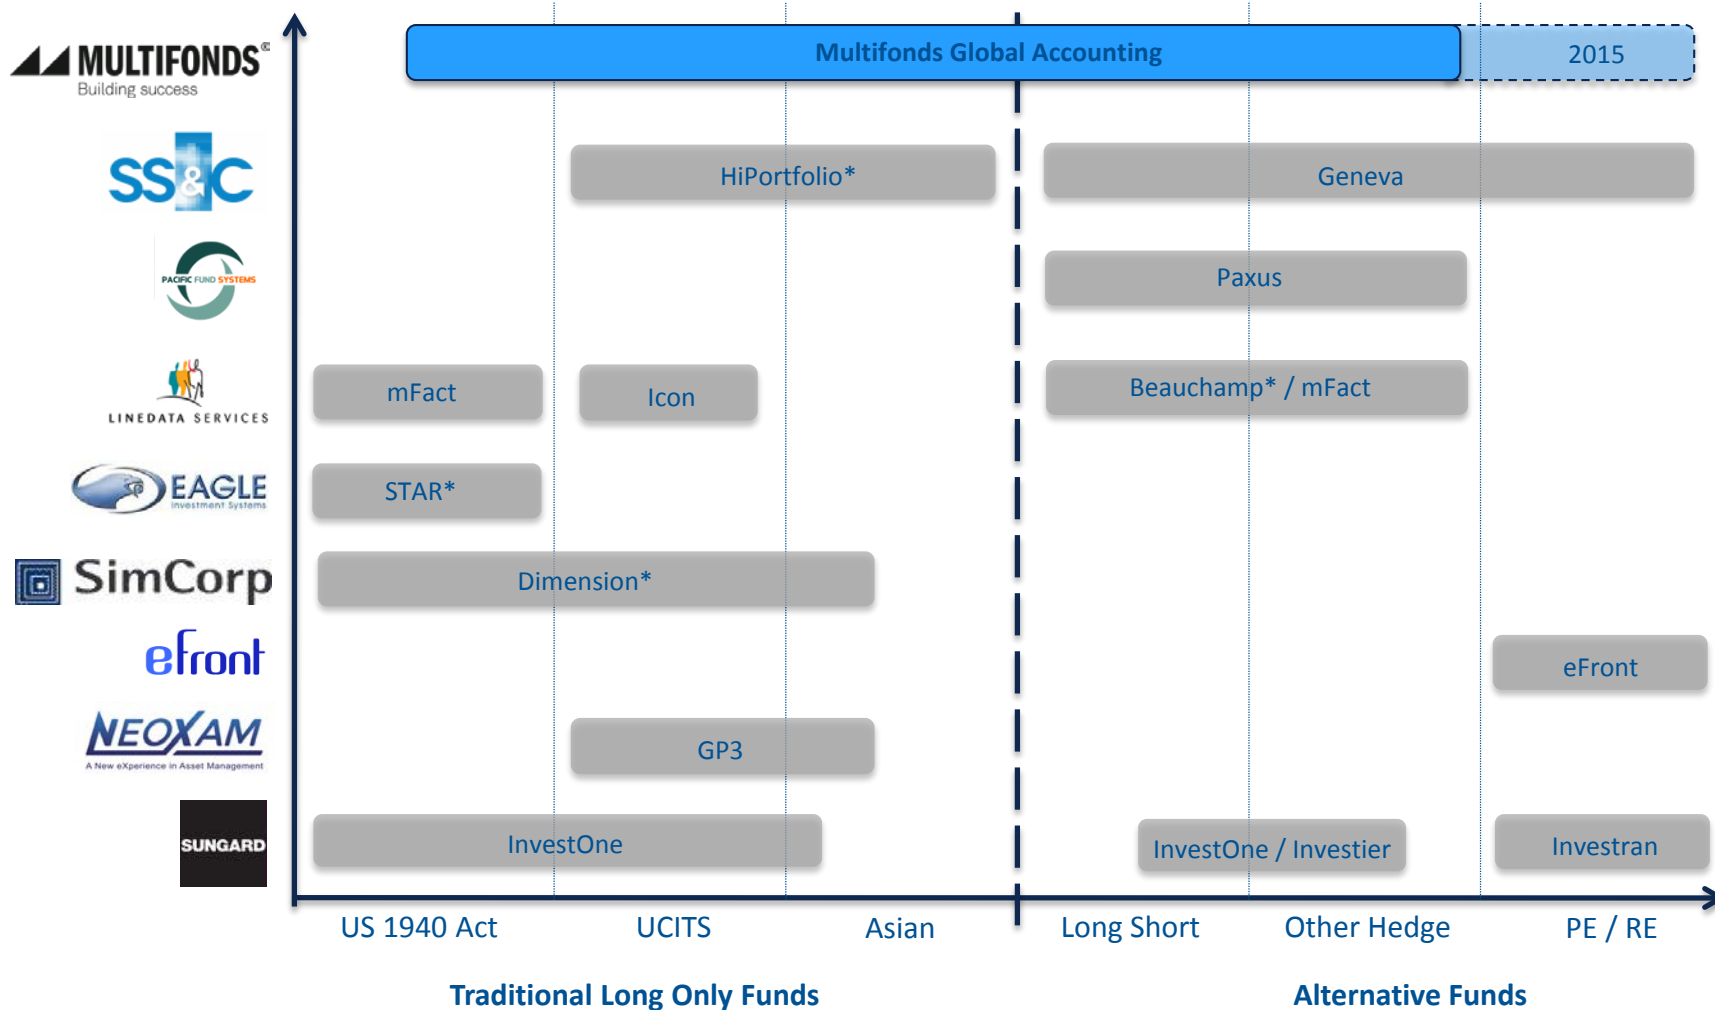 MULTIFONDS®
Building success
Multifonds Global Accounting
2015
SS&C
HiPortfolio*
Geneva
PACIFIC FUND SYSTEMS
Paxus
LINEDATA SERVICES
mFact
Icon
Beauchamp* / mFact
EAGLE
Investment Systems
STAR*
SimCorp
Dimension*
efront
eFront
NEOXAM
A New eXperience in Asset Management
GP3
SUNGARD
InvestOne
InvestOne / Investier
Investran
US 1940 Act
UCITS
Asian
Long Short
Other Hedge
PE / RE
Traditional Long Only Funds
Alternative Funds